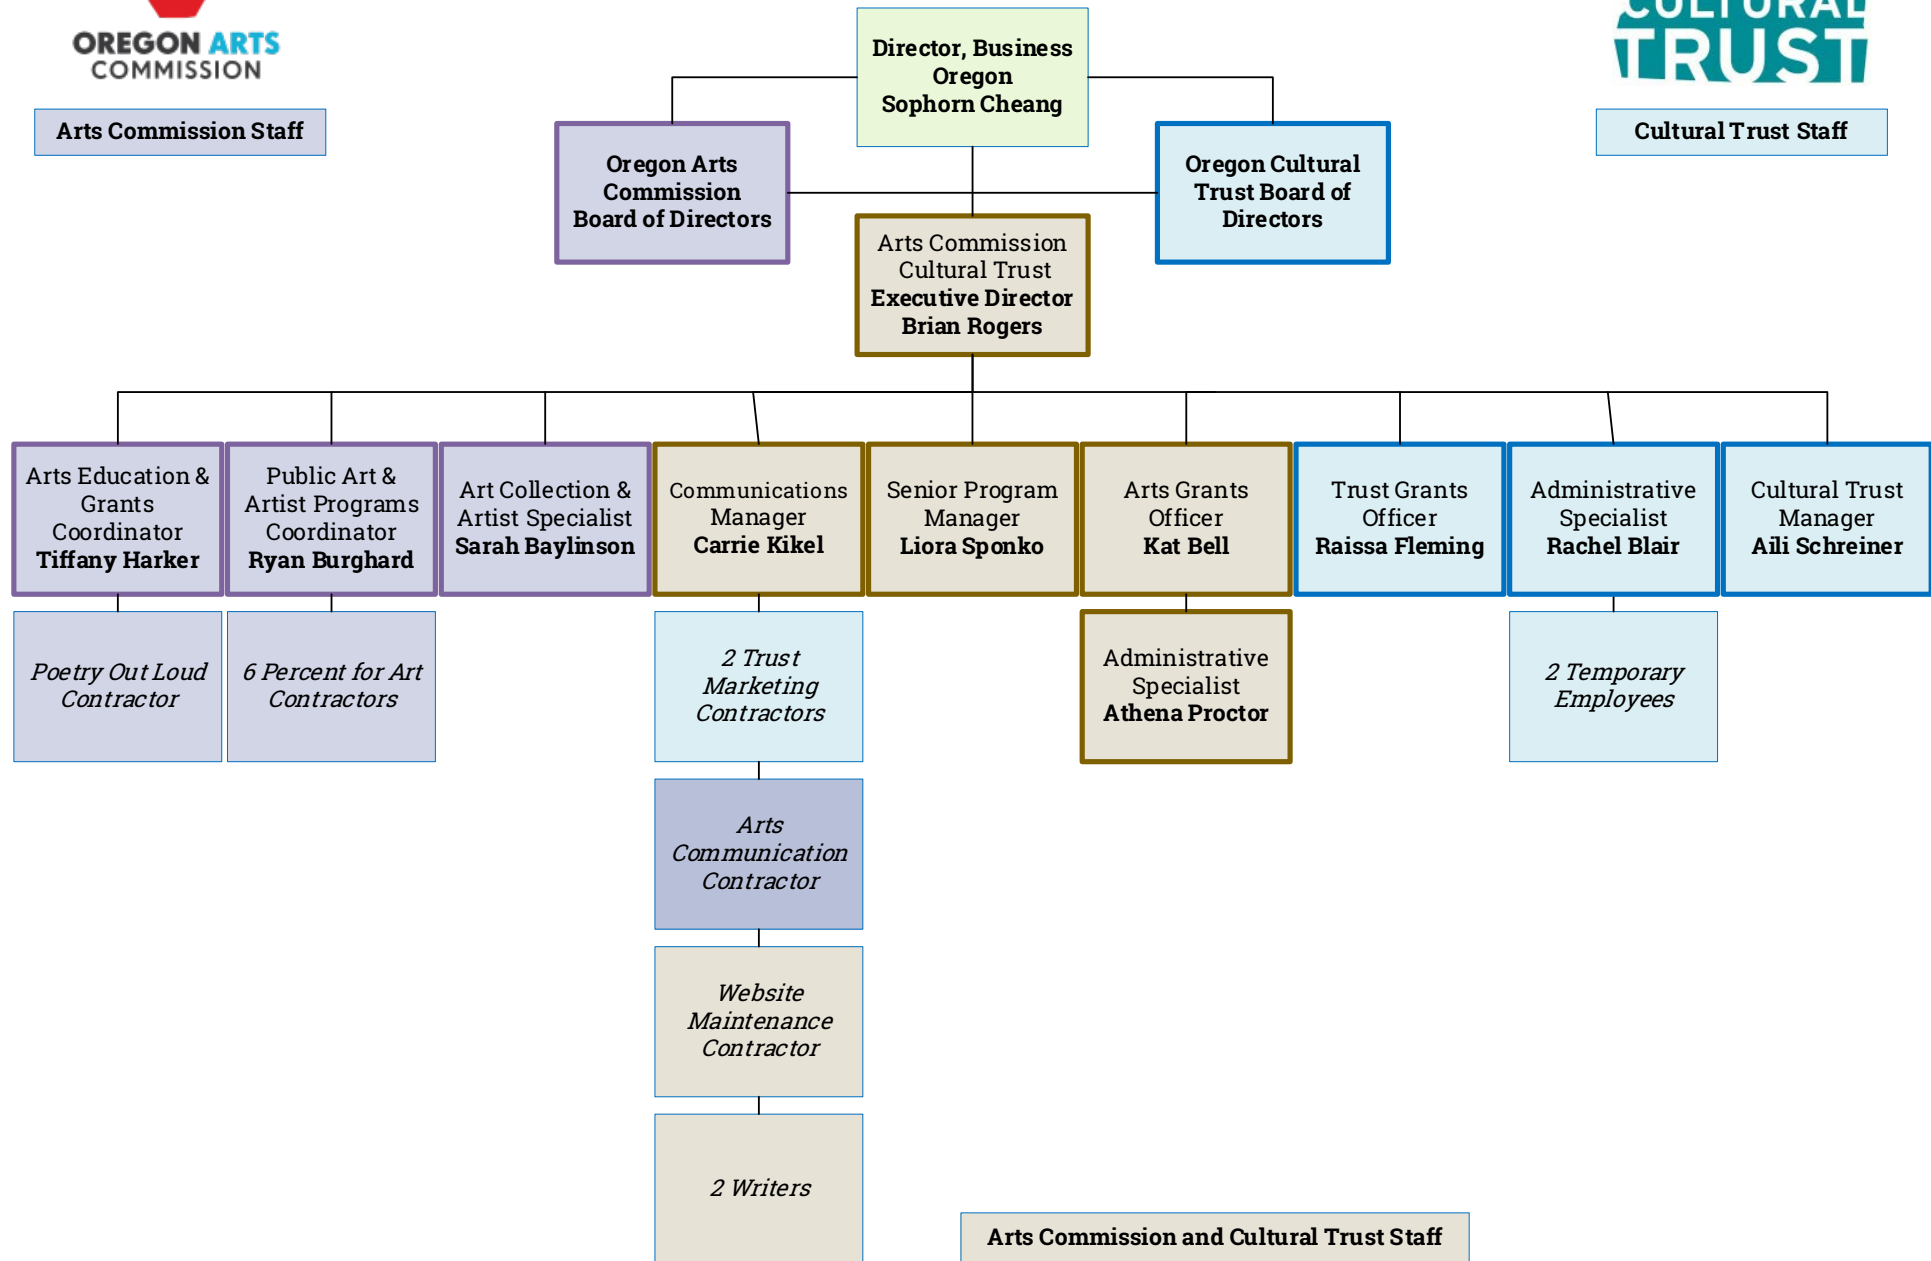 OREGON ARTS
COMMISSION
Arts Commission Staff
Director, Business
Oregon
Sophorn Cheang
CULTURAL
TRUST
Cultural Trust Staff
Oregon Arts
Commission
Board of Directors
Oregon Cultural
Trust Board of
Directors
Arts Commission
Cultural Trust
Executive Director
Brian Rogers
Arts Education &
Grants
Coordinator
Tiffany Harker
Public Art &
Artist Programs
Coordinator
Ryan Burghard
Art Collection &
Artist Specialist
Sarah Baylinson
Communications
Manager
Carrie Kikel
Senior Program
Manager
Liora Sponko
Arts Grants
Officer
Kat Bell
Trust Grants
Officer
Raissa Fleming
Administrative
Specialist
Rachel Blair
Cultural Trust
Manager
Aili Schreiner
Poetry Out Loud
Contractor
6 Percent for Art
Contractors
2 Trust
Marketing
Contractors
Administrative
Specialist
Athena Proctor
2 Temporary
Employees
Arts
Communication
Contractor
Website
Maintenance
Contractor
2 Writers
Arts Commission and Cultural Trust Staff